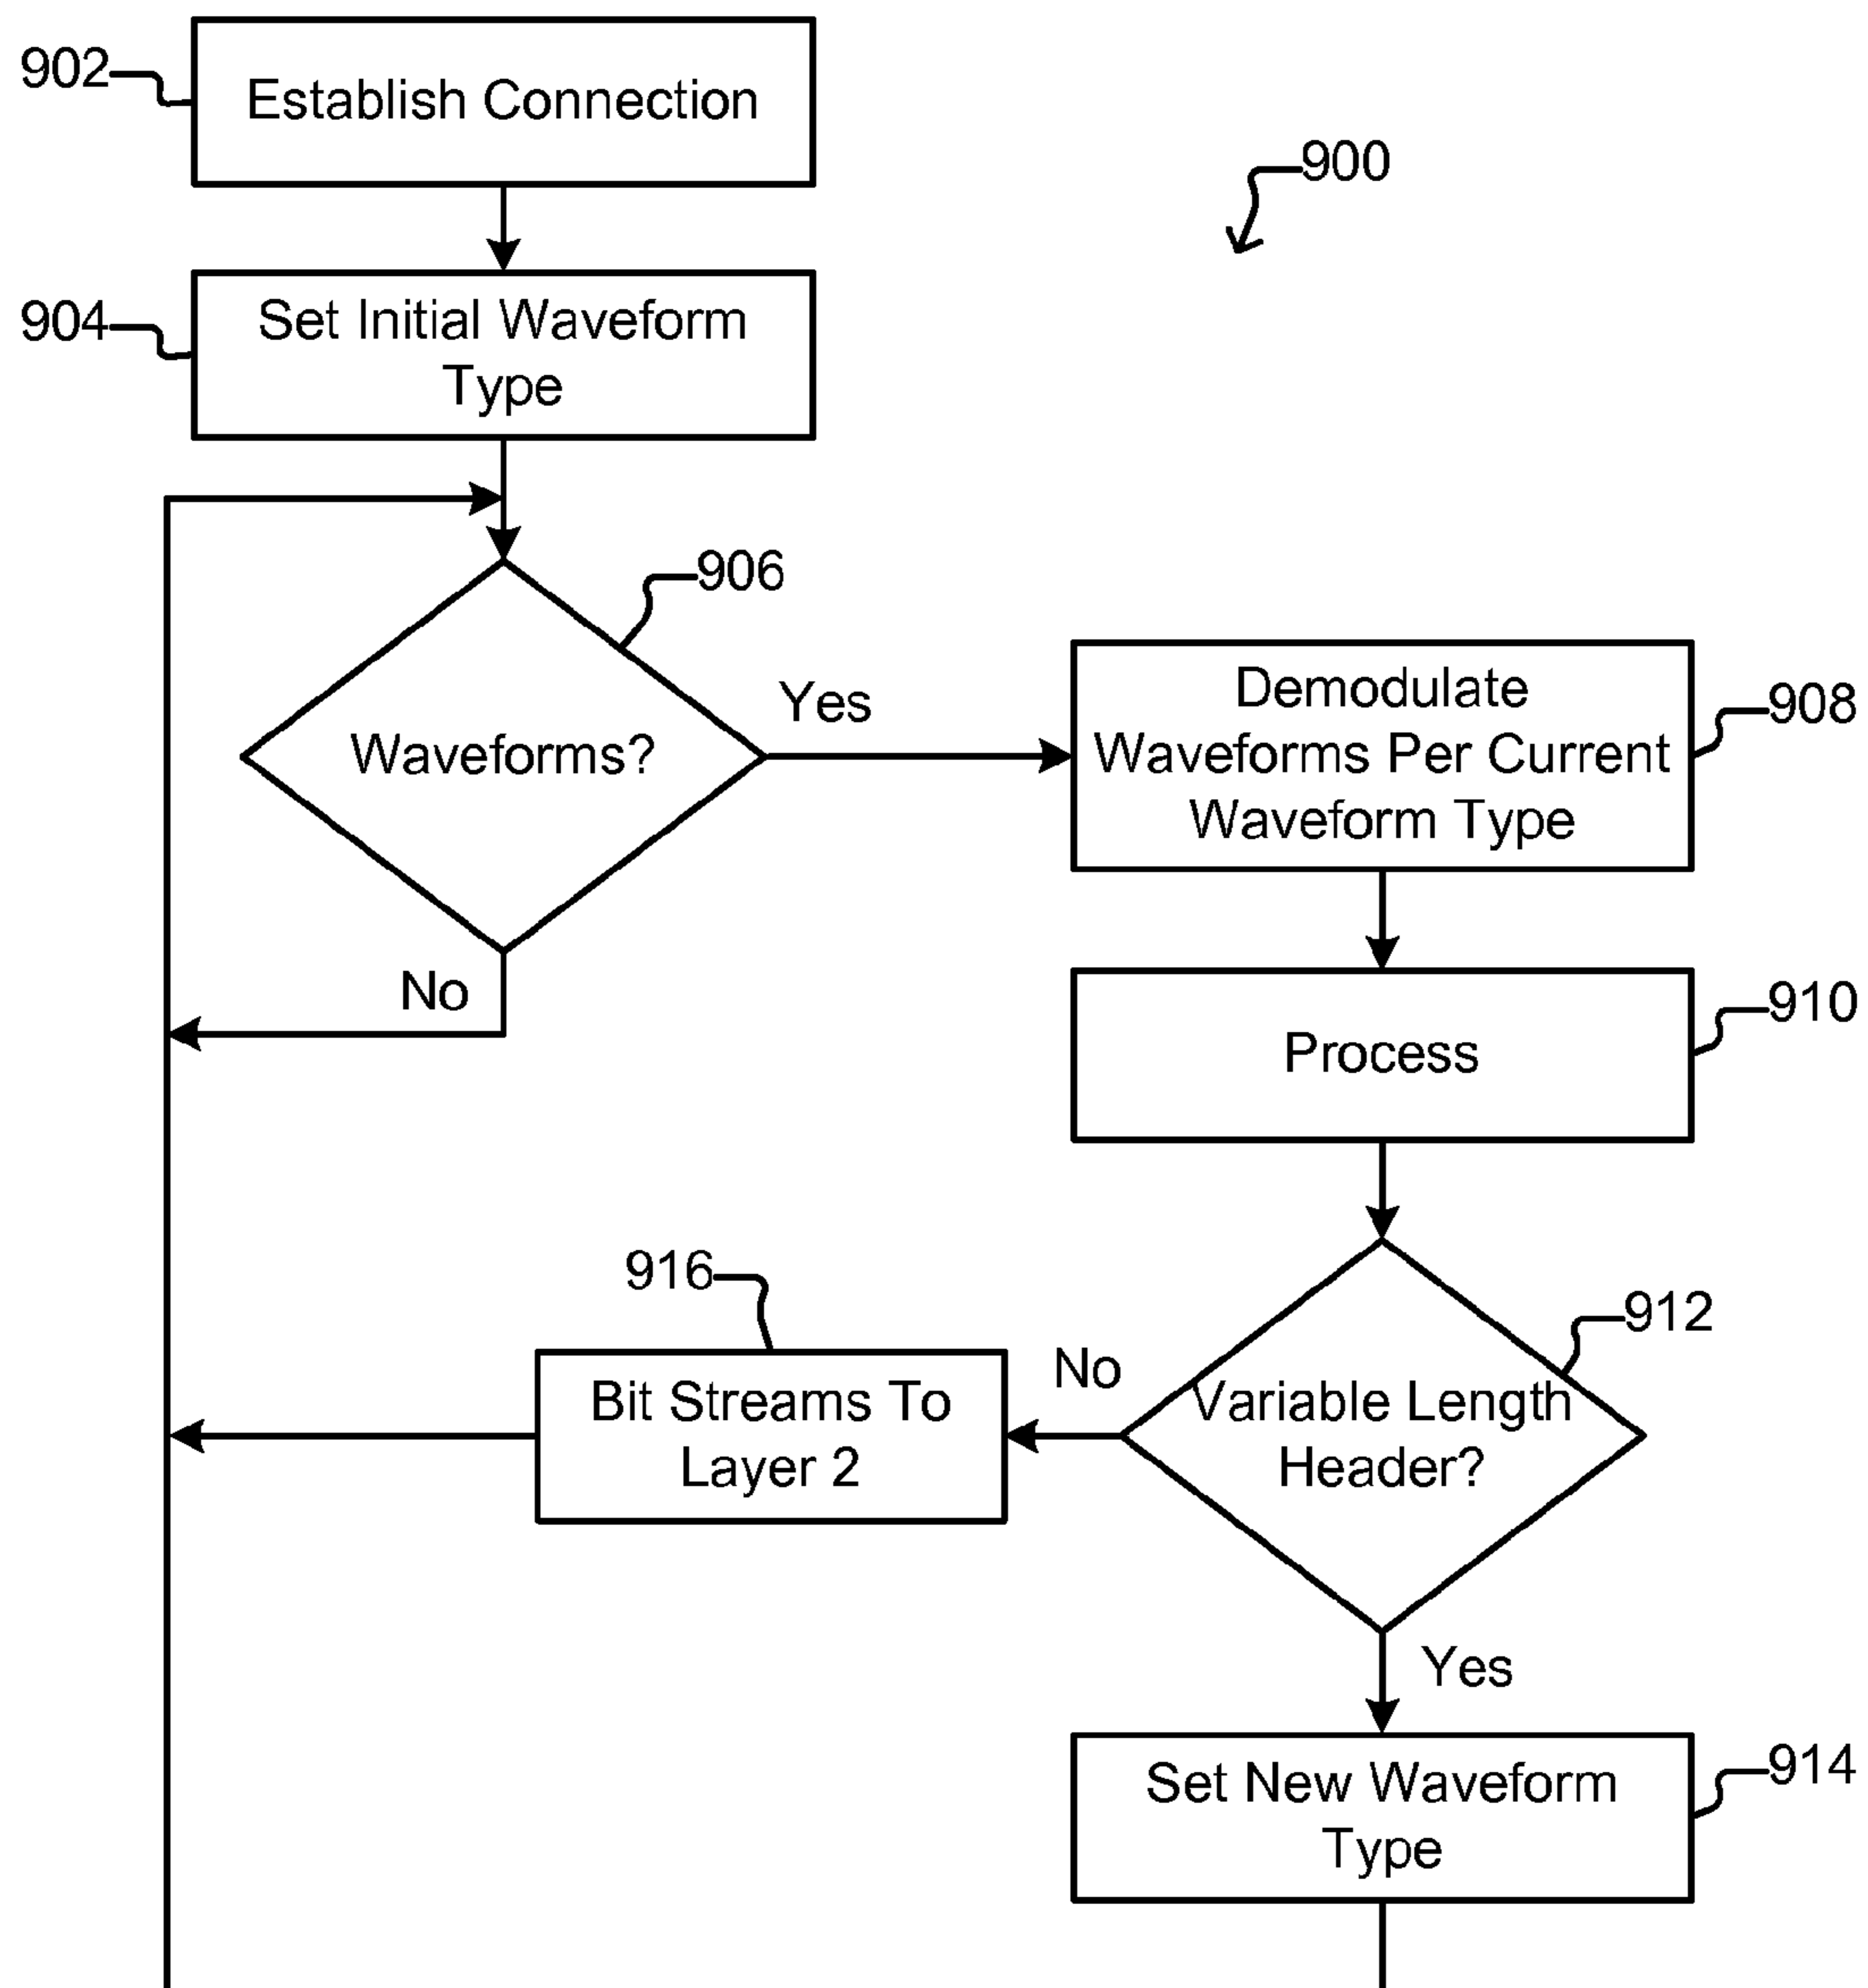 902
Establish Connection
900
904
Set Initial Waveform
Type
906
Waveforms?
Yes
No
Demodulate
Waveforms Per Current
Waveform Type
908
Process
910
912
Variable Length
Header?
No
916
Bit Streams To
Layer 2
Yes
Set New Waveform
Type
914